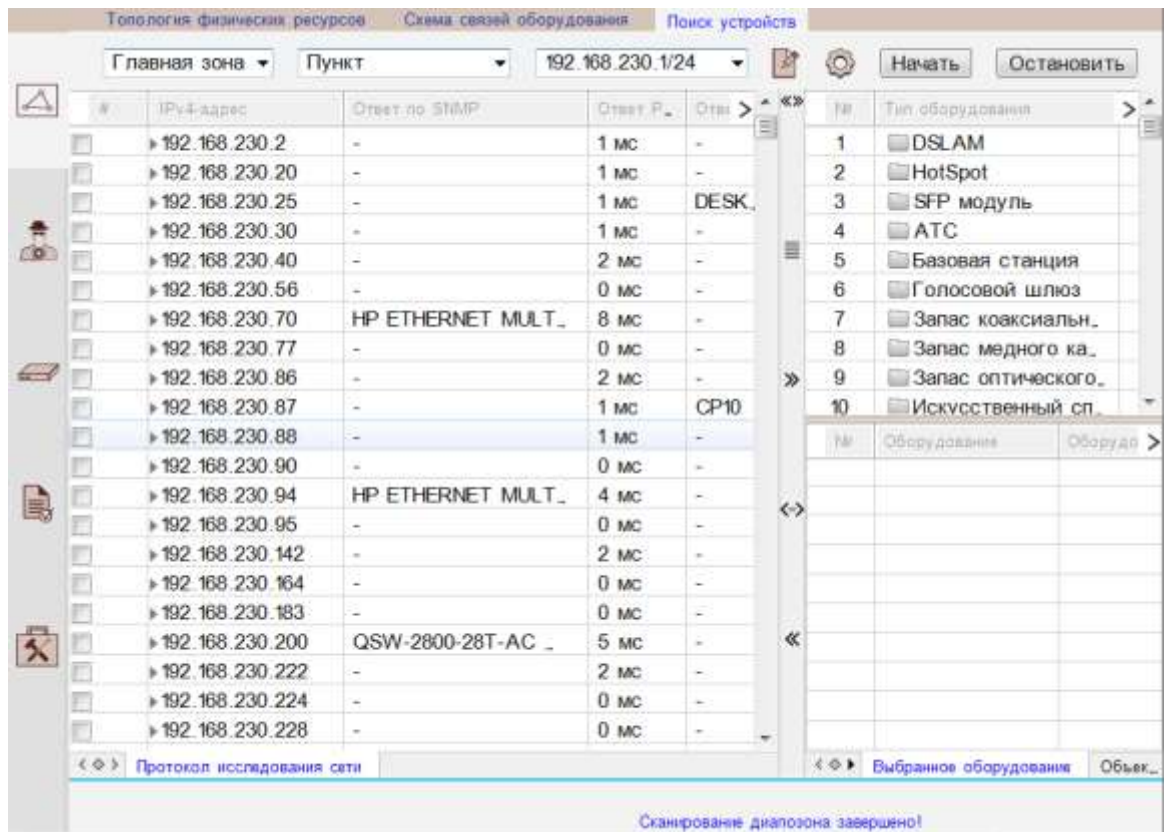 Топология физических ресурсов Схема связей оборудования Поиск устройств
Главная зона Пункт 192.168.230.1/24 Начать Остановить
# IPv4-адрес Ответ по SNMP Ответ P...
192.168.230.2 - 1 мс -
192.168.230.20 - 1 мс -
192.168.230.25 - 1 мс DESK...
192.168.230.30 - 1 мс -
192.168.230.40 - 2 мс -
192.168.230.56 - 0 мс -
192.168.230.70 HP ETHERNET MULT... 8 мс -
192.168.230.77 - 0 мс -
192.168.230.86 - 2 мс -
192.168.230.87 - 1 мс CP10
192.168.230.88 - 1 мс -
192.168.230.90 - 0 мс -
192.168.230.94 HP ETHERNET MULT... 4 мс -
192.168.230.95 - 0 мс -
192.168.230.142 - 2 мс -
192.168.230.164 - 0 мс -
192.168.230.183 - 0 мс -
192.168.230.200 QSW-2800-28T-AC ... 5 мс -
192.168.230.222 - 2 мс -
192.168.230.224 - 0 мс -
192.168.230.228 - 0 мс -
Протокол исследования сети
№ Тип оборудования
1 DSLAM
2 HotSpot
3 SFP модуль
4 АТС
5 Базовая станция
6 Голосовой шлюз
7 Запас коаксиальн...
8 Запас медного ка...
9 Запас оптического...
10 Искусственный сп...
№ Оборудование Оборудо
Выбранное оборудование Объек...
Сканирование диапозона завершено!